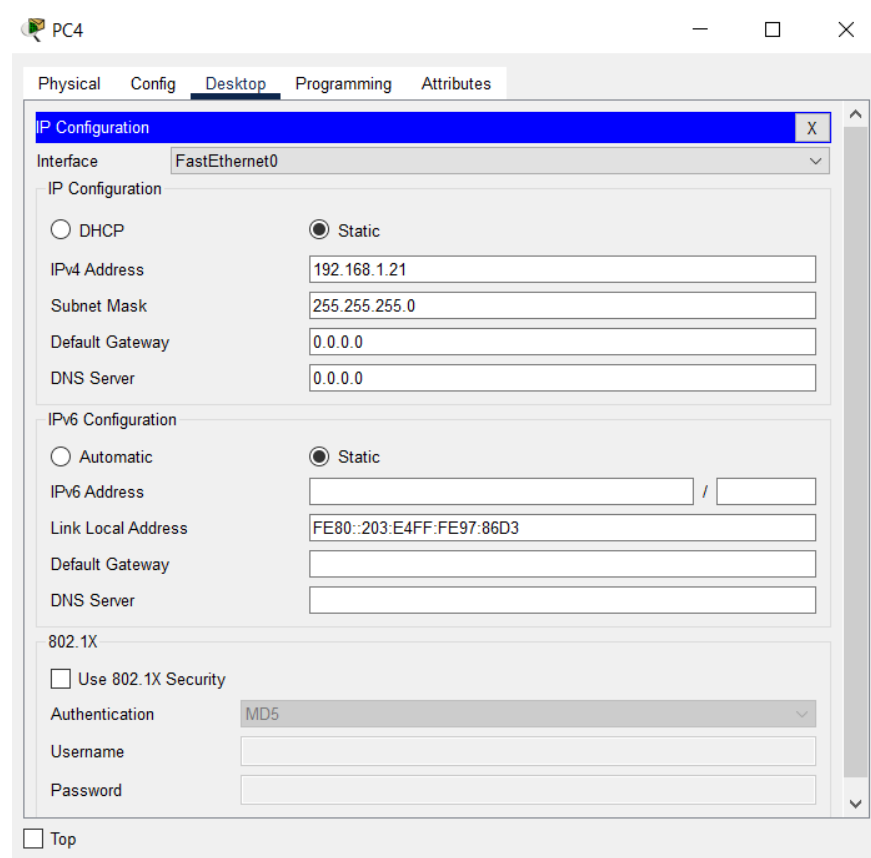 PC4
Physical Config Desktop Programming Attributes
IP Configuration X
Interface FastEthernet0
IP Configuration
DHCP Static
IPv4 Address 192.168.1.21
Subnet Mask 255.255.255.0
Default Gateway 0.0.0.0
DNS Server 0.0.0.0
IPv6 Configuration
Automatic Static
IPv6 Address /
Link Local Address FE80::203:E4FF:FE97:86D3
Default Gateway
DNS Server
802.1X
Use 802.1X Security
Authentication MD5
Username
Password
Top